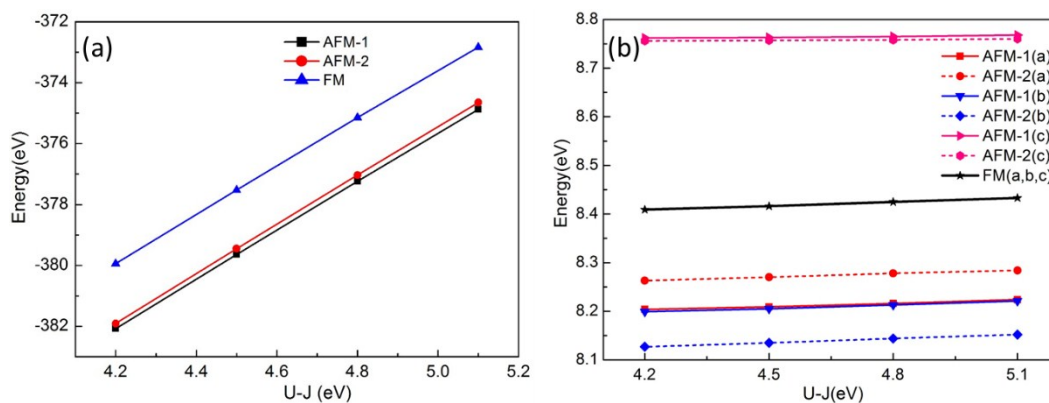 (a)
AFM-1
AFM-2
FM
-372
-374
-376
-378
-380
-382
Energy(eV)
4.2 4.4 4.6 4.8 5.0 5.2
U-J (eV)
(b)
AFM-1(a)
AFM-2(a)
AFM-1(b)
AFM-2(b)
AFM-1(c)
AFM-2(c)
FM(a,b,c)
8.8
8.7
8.6
8.5
8.4
8.3
8.2
8.1
Energy(eV)
4.2 4.5 4.8 5.1
U-J(eV)